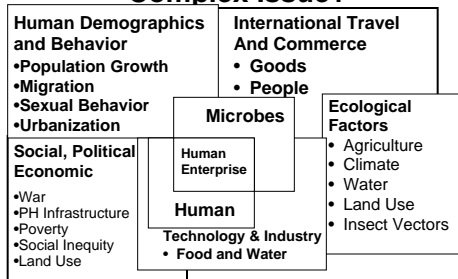 Complex Issue?
Human Demographics
and Behavior
•Population Growth
•Migration
•Sexual Behavior
•Urbanization
International Travel
And Commerce
• Goods
• People
Microbes
Ecological
Factors
• Agriculture
• Climate
• Water
• Land Use
• Insect Vectors
Social, Political
Economic
•War
•PH Infrastructure
•Poverty
•Social Inequity
•Land Use
Human
Enterprise
Human
Technology & Industry
• Food and Water